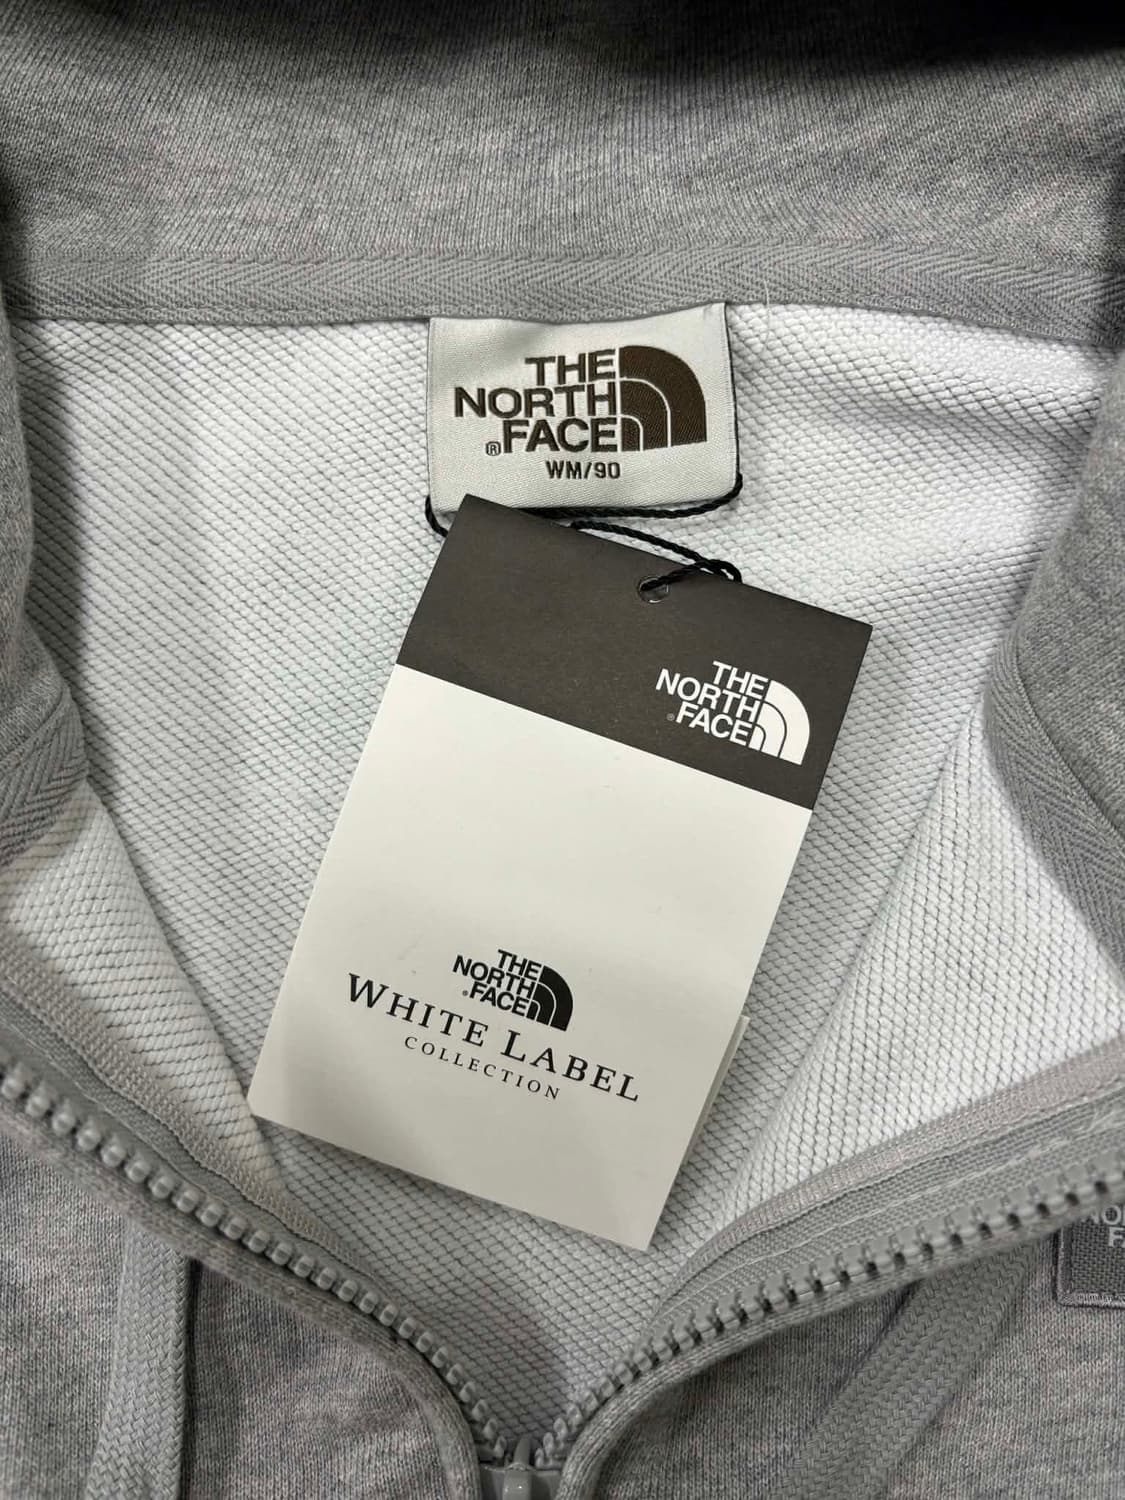 THE
NORTH
® FACE
WM/90
THE
NORTH
® FACE
THE
NORTH
® FACE
WHITE LABEL
COLLECTION